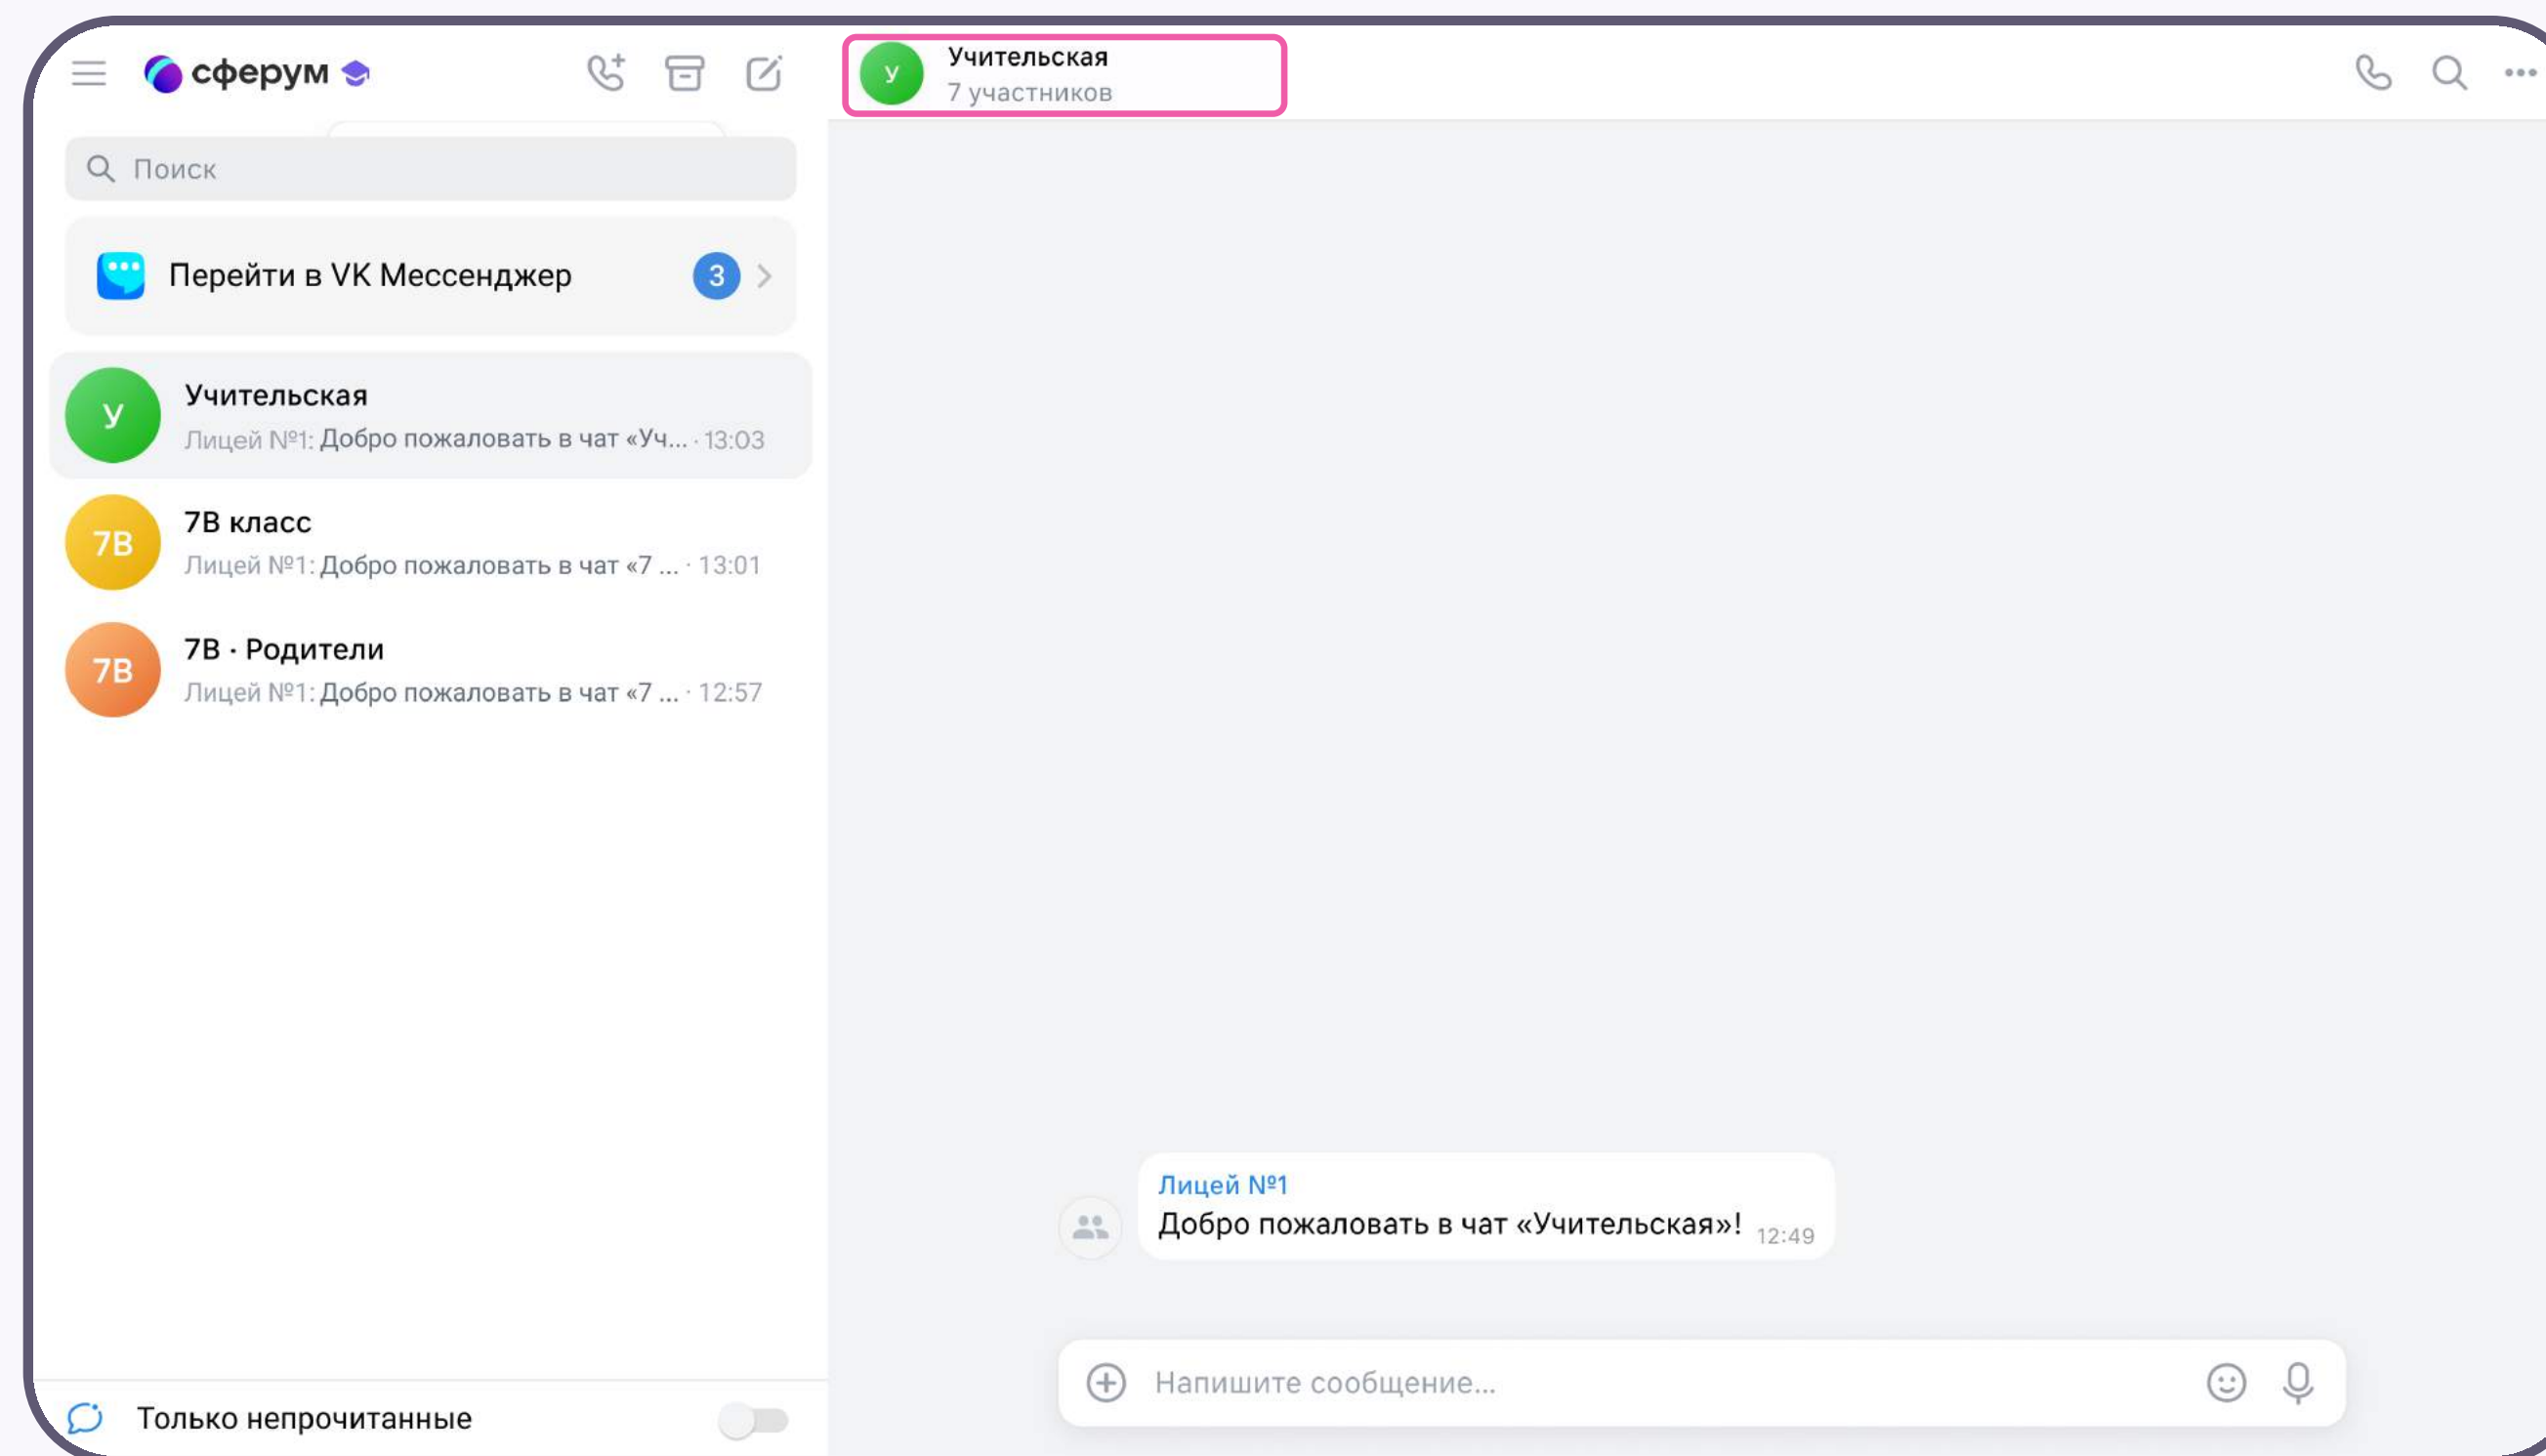 сферум
Поиск
Перейти в VK Мессенджер
3
У
Учительская
Лицей №1: Добро пожаловать в чат «Уч... · 13:03
7В
7В класс
Лицей №1: Добро пожаловать в чат «7 ... · 13:01
7В
7В · Родители
Лицей №1: Добро пожаловать в чат «7 ... · 12:57
Только непрочитанные
У
Учительская
7 участников
Лицей №1
Добро пожаловать в чат «Учительская»! 12:49
Напишите сообщение...